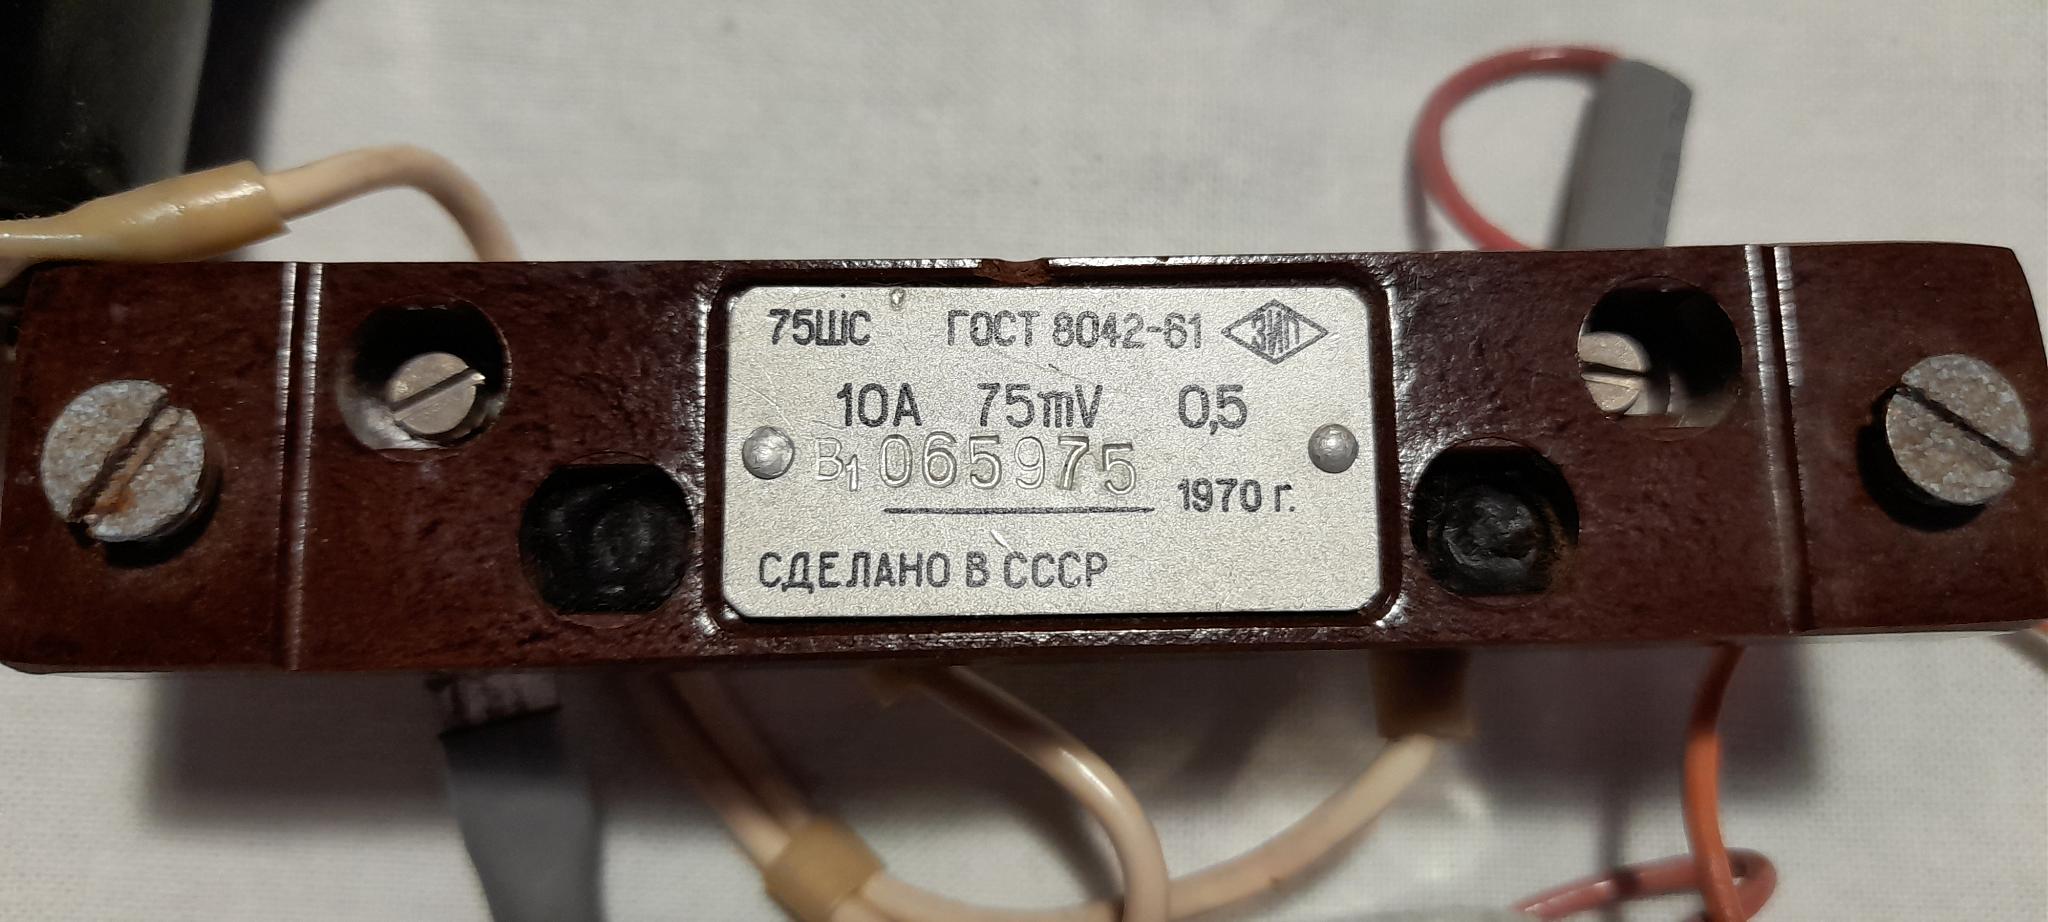 75ШС ГОСТ 8042-61 ЗИП
10А 75mV 0,5
В1 065975
1970 г.
СДЕЛАНО В СССР